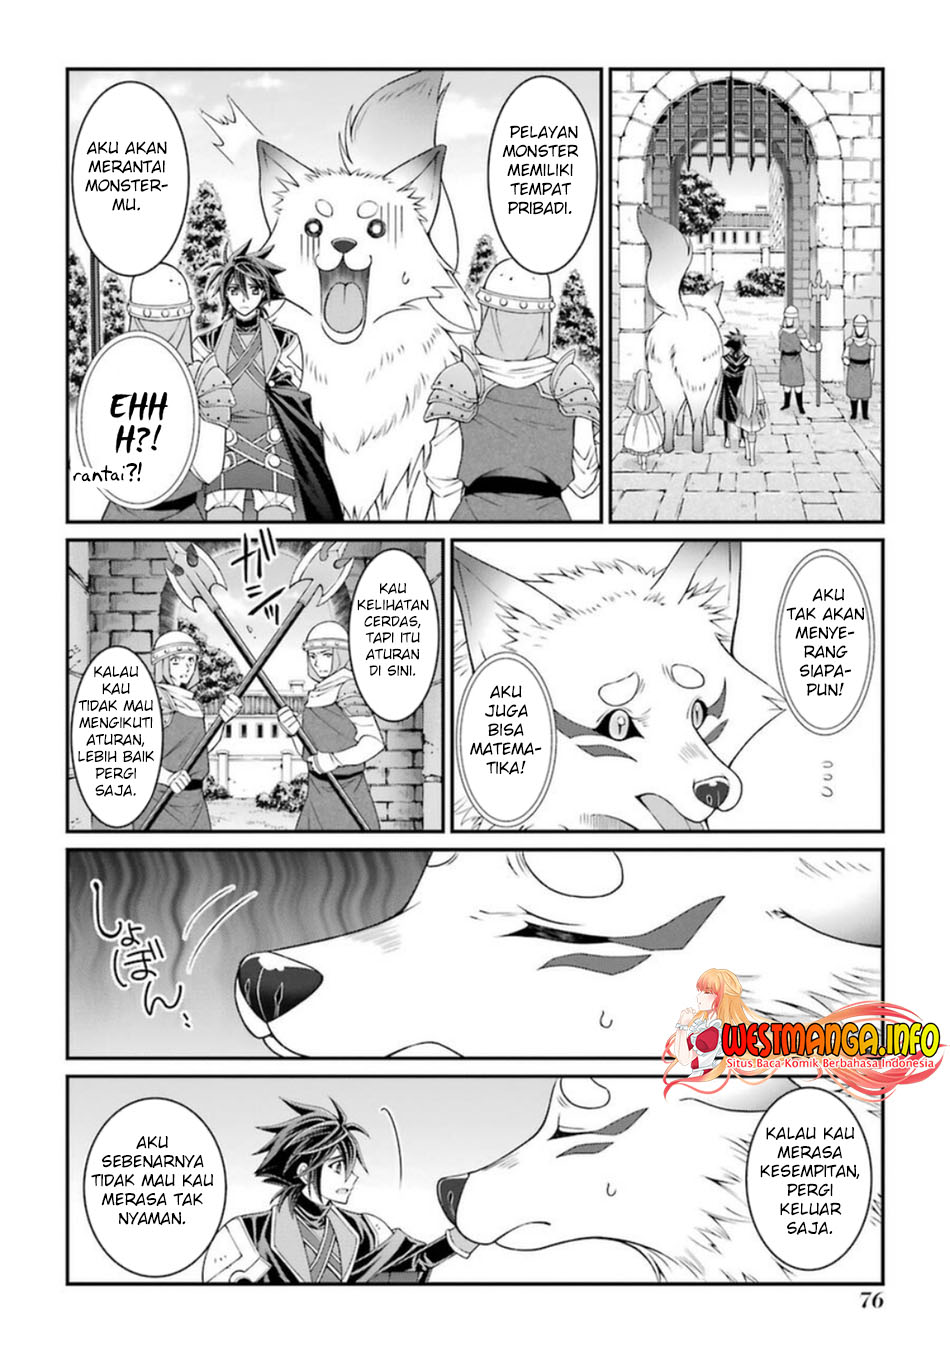 PELAYAN
MONSTER
MEMILIKI
TEMPAT
PRIBADI.
AKU AKAN
MERANTAI
MONSTER-
MU.
EHH
H?!
rantai?!
AKU
TAK AKAN
MENYE-
RANG
SIAPA-
PUN!
AKU
JUGA
BISA
MATEMA-
TIKA!
KAU
KELIHATAN
CERDAS,
TAPI ITU
ATURAN
DI SINI.
ガギ
KALAU
KAU
TIDAK MAU
MENGIKUTI
ATURAN,
LEBIH BAIK
PERGI
SAJA.
しょぼん
WESTMANGA.INFO
Situs Baca Komik Berbahasa Indonesia
KALAU KAU
MERASA
KESEMPITAN,
PERGI
KELUAR
SAJA.
AKU
SEBENARNYA
TIDAK MAU KAU
MERASA TAK
NYAMAN.
76